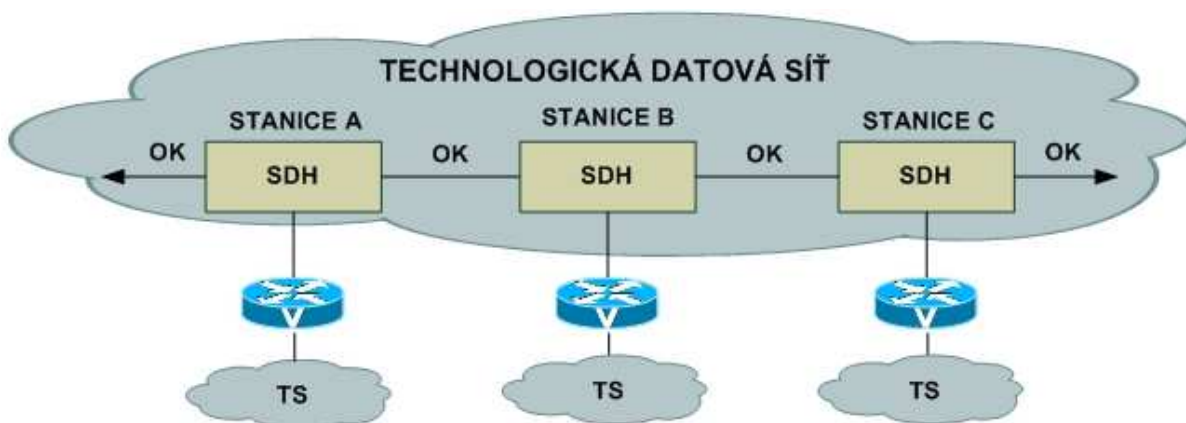 TECHNOLOGICKÁ DATOVÁ SÍŤ
STANICE A
STANICE B
STANICE C
OK
OK
OK
OK
SDH
SDH
SDH
V
V
V
TS
TS
TS